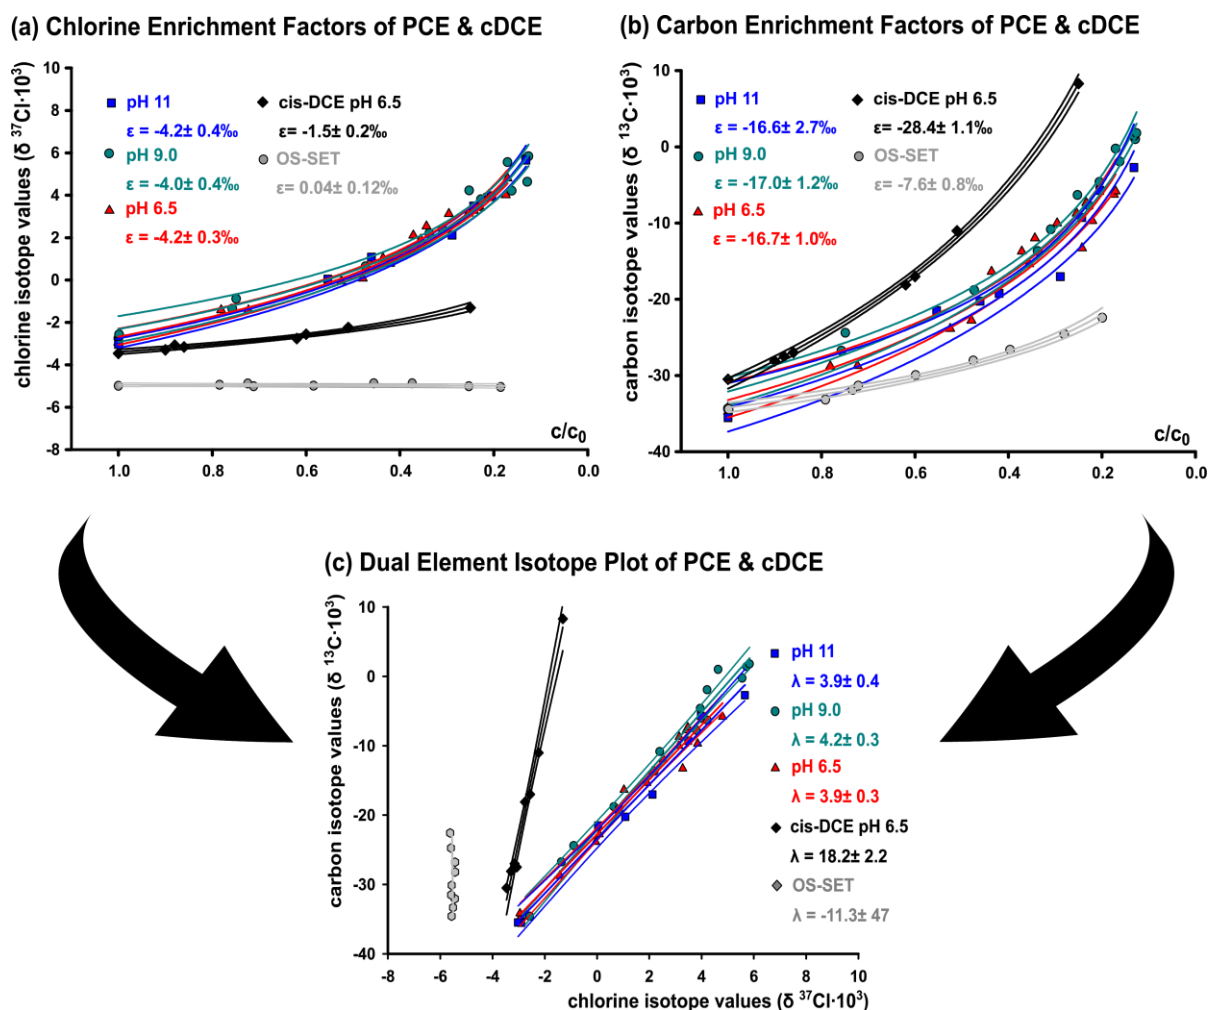 (a) Chlorine Enrichment Factors of PCE & cDCE
chlorine isotope values (δ ³⁷Cl·10³)
10
8
6
4
2
0
-2
-4
-6
-8
pH 11
ε = -4.2± 0.4‰
pH 9.0
ε = -4.0± 0.4‰
pH 6.5
ε = -4.2± 0.3‰
cis-DCE pH 6.5
ε= -1.5± 0.2‰
OS-SET
ε= 0.04± 0.12‰
c/c₀
1.0 0.8 0.6 0.4 0.2 0.0
(b) Carbon Enrichment Factors of PCE & cDCE
carbon isotope values (δ ¹³C·10³)
10
0
-10
-20
-30
-40
pH 11
ε = -16.6± 2.7‰
pH 9.0
ε = -17.0± 1.2‰
pH 6.5
ε = -16.7± 1.0‰
cis-DCE pH 6.5
ε= -28.4± 1.1‰
OS-SET
ε= -7.6± 0.8‰
c/c₀
1.0 0.8 0.6 0.4 0.2 0.0
(c) Dual Element Isotope Plot of PCE & cDCE
carbon isotope values (δ ¹³C·10³)
10
0
-10
-20
-30
-40
pH 11
λ = 3.9± 0.4
pH 9.0
λ = 4.2± 0.3
pH 6.5
λ = 3.9± 0.3
cis-DCE pH 6.5
λ = 18.2± 2.2
OS-SET
λ = -11.3± 47
-8 -6 -4 -2 0 2 4 6 8 10
chlorine isotope values (δ ³⁷Cl·10³)